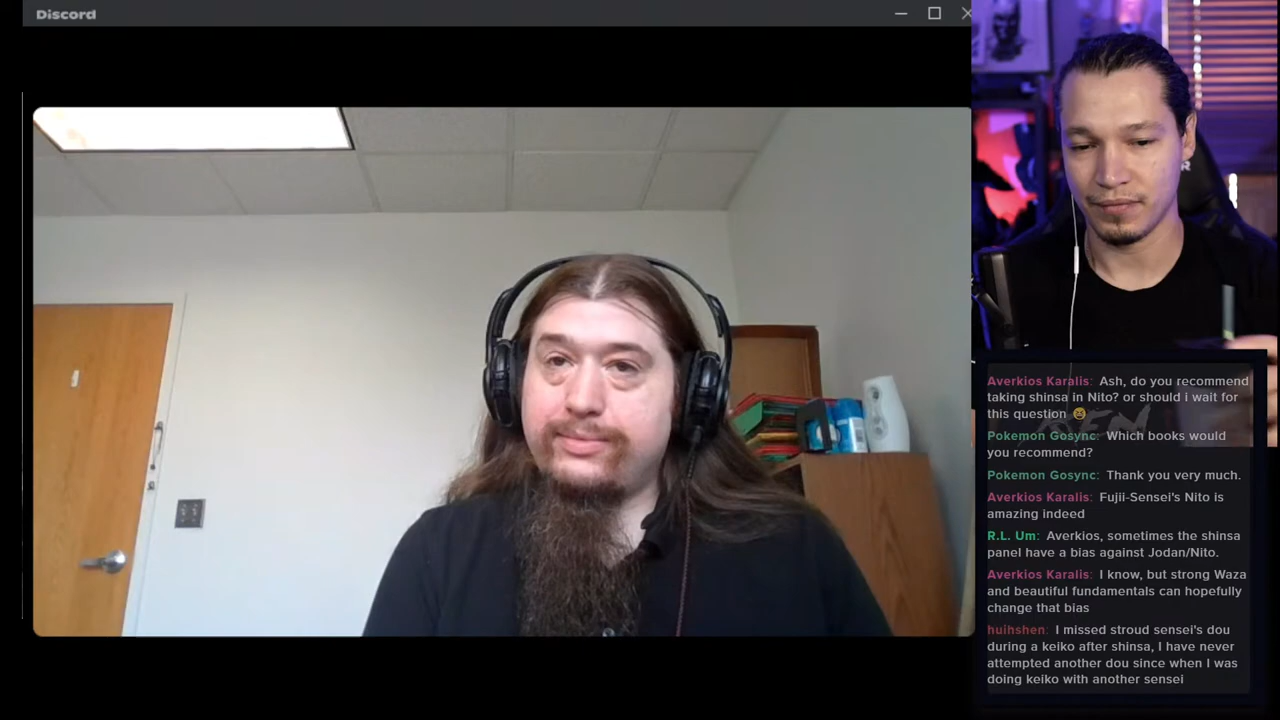 Discord
Averkios Karalis: Ash, do you recommend
taking shinsa in Nito? or should i wait for
this question 😆
Pokemon Gosync: Which books would
you recommend?
Pokemon Gosync: Thank you very much.
Averkios Karalis: Fujii-Sensei's Nito is
amazing indeed
R.L. Um: Averkios, sometimes the shinsa
panel have a bias against Jodan/Nito.
Averkios Karalis: I know, but strong Waza
and beautiful fundamentals can hopefully
change that bias
huihshen: I missed stroud sensei's dou
during a keiko after shinsa, I have never
attempted another dou since when I was
doing keiko with another sensei